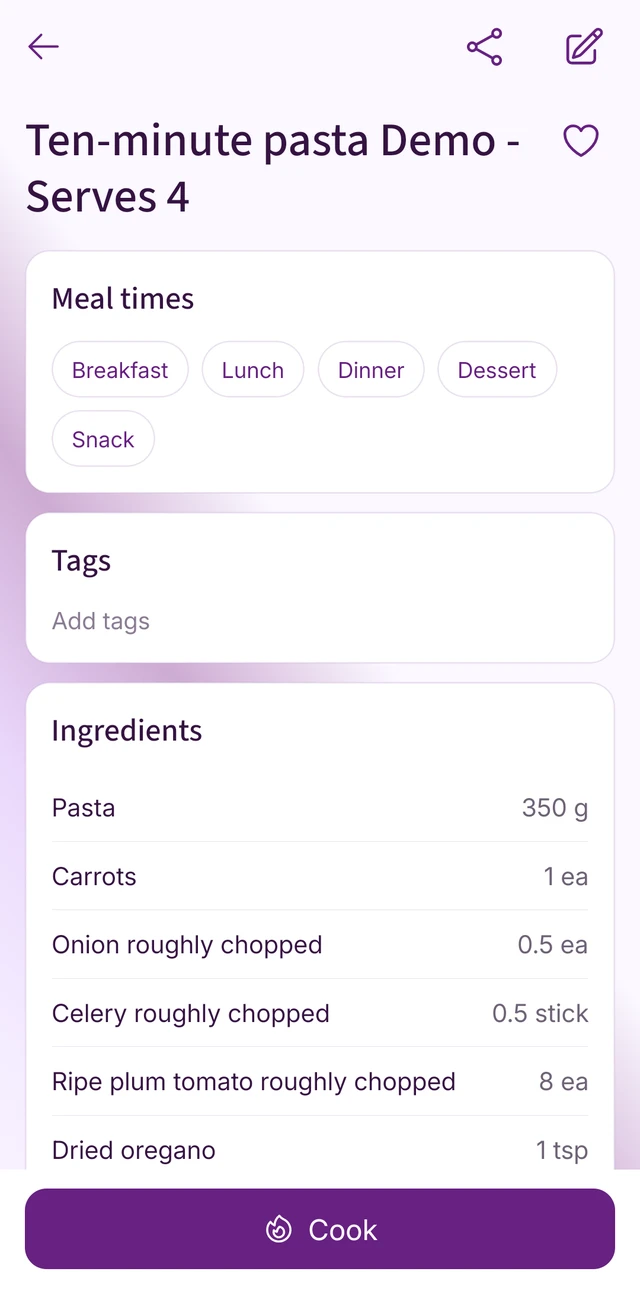 Ten-minute pasta Demo -
Serves 4
Meal times
Breakfast Lunch Dinner Dessert
Snack
Tags
Add tags
Ingredients
Pasta 350 g
Carrots 1 ea
Onion roughly chopped 0.5 ea
Celery roughly chopped 0.5 stick
Ripe plum tomato roughly chopped 8 ea
Dried oregano 1 tsp
Cook